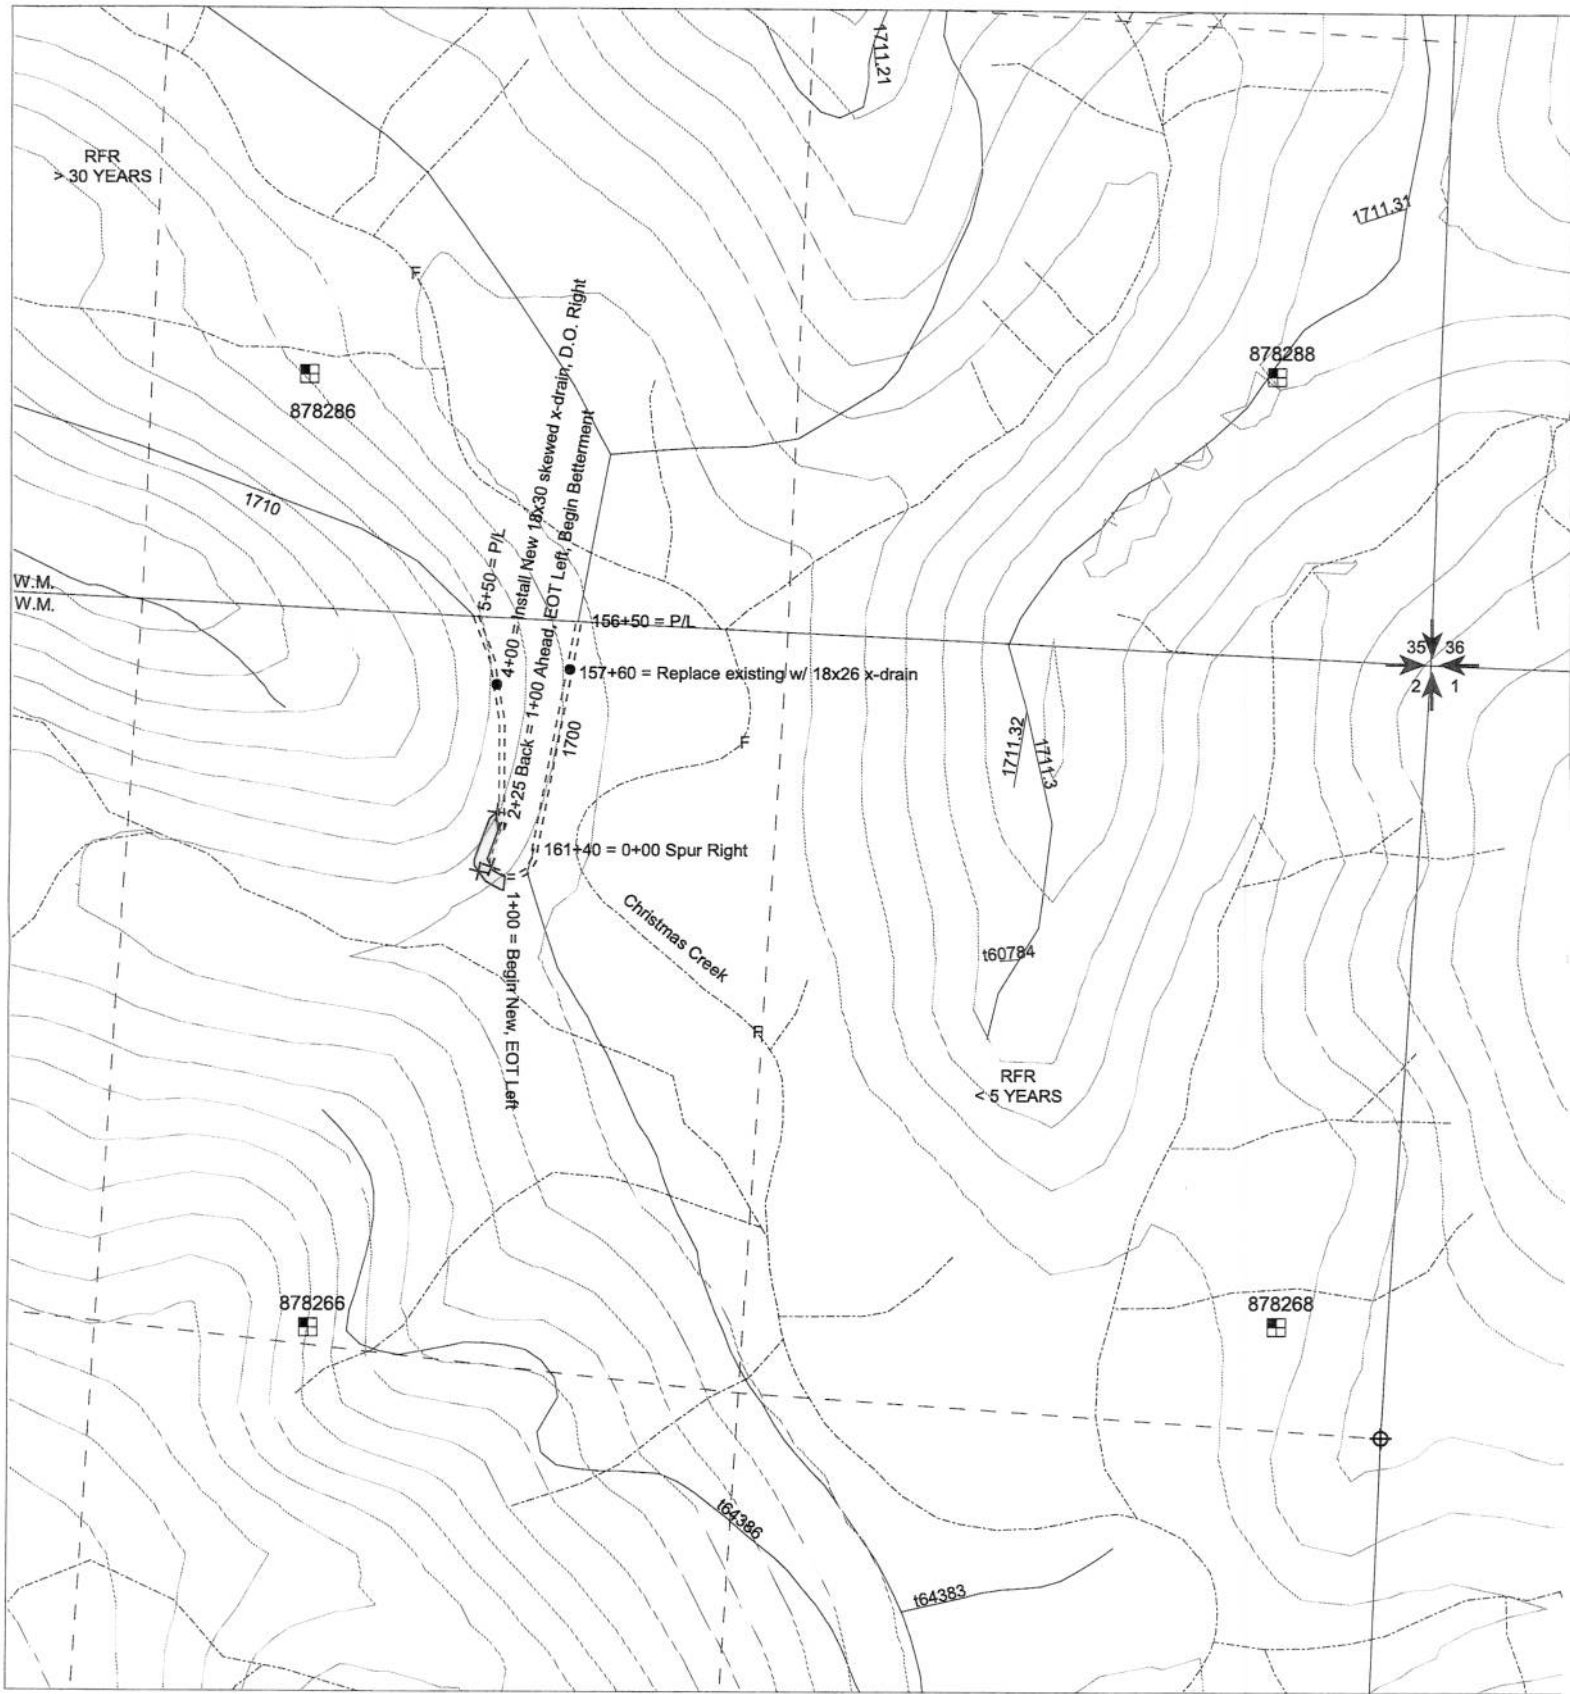 1711.21
RFR
> 30 YEARS
1711.31
F
878286
878288
1710
5+50 = P/L
4+00 = Install New 18x30 skewed x-drain, D.O. Right
2+25 Back = 1+00 Ahead, EOT Left, Begin Betterment
W.M.
W.M.
156+50 = P/L
157+60 = Replace existing w/ 18x26 x-drain
35 36
2 1
1700
F
1711.32
1711.3
161+40 = 0+00 Spur Right
1+00 = Begin New, EOT Left
Christmas Creek
t60784
F
RFR
< 5 YEARS
878266
878268
t64386
t64383